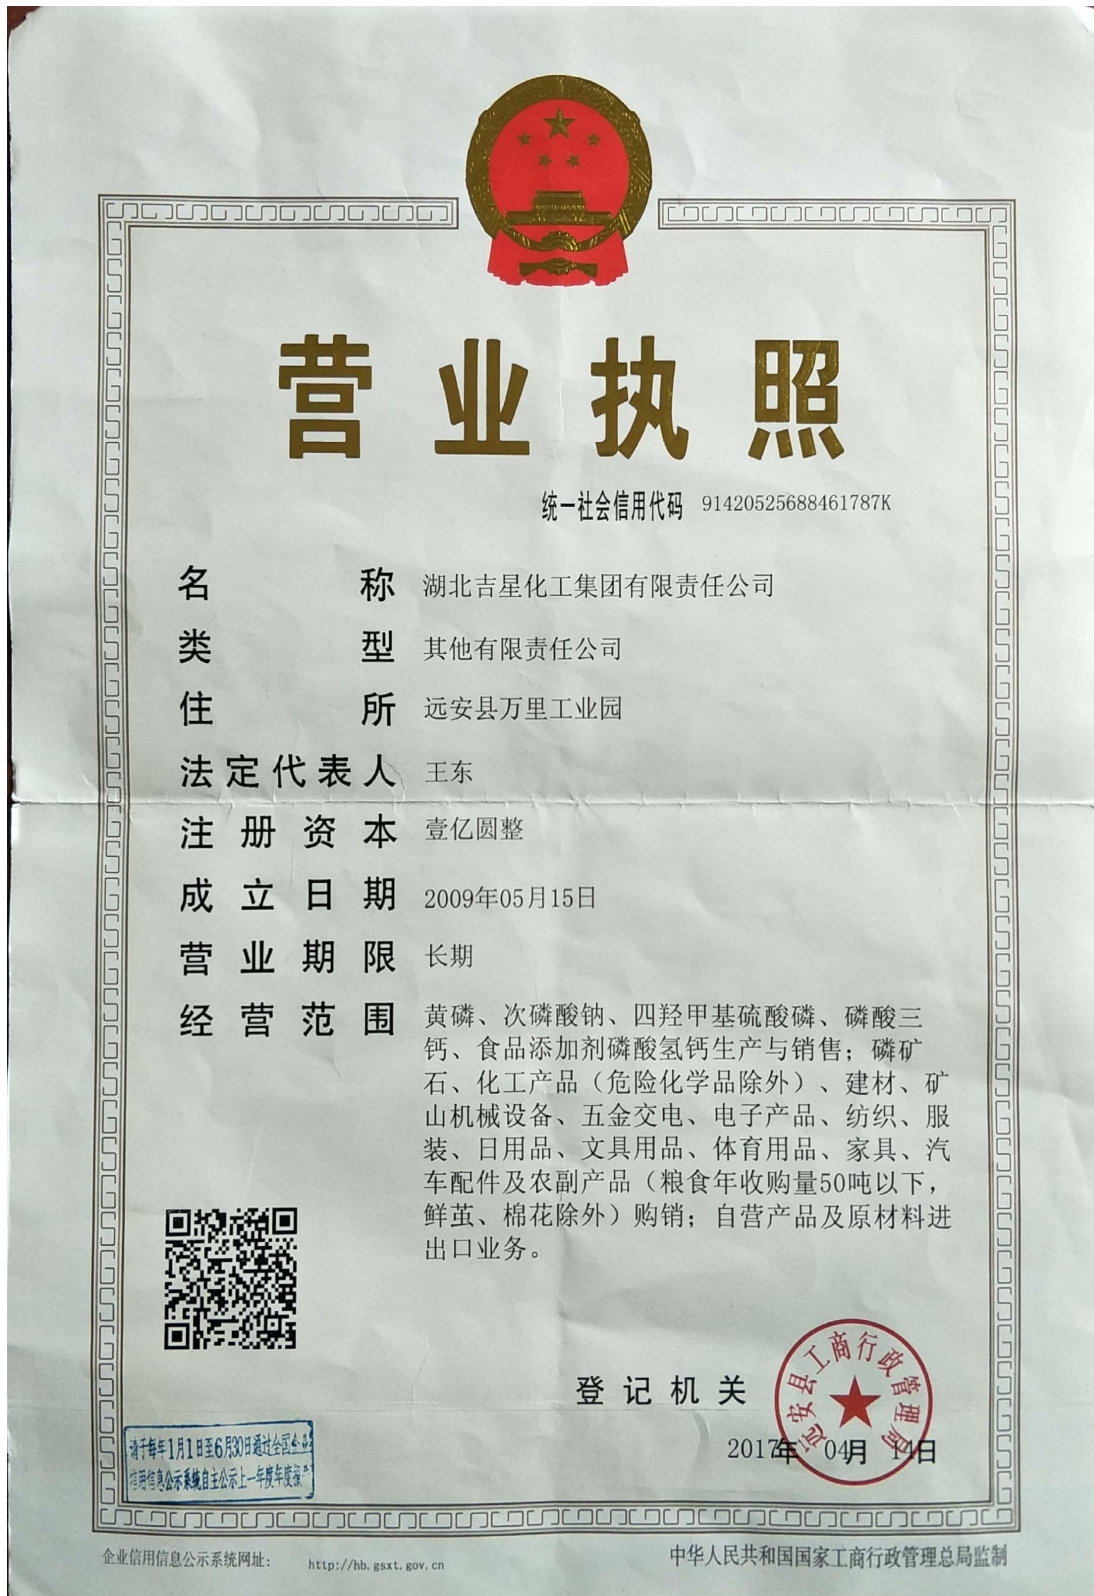 营业执照
统一社会信用代码 91420525688461787K
名称 湖北吉星化工集团有限责任公司
类型 其他有限责任公司
住所 远安县万里工业园
法定代表人 王东
注册资本 壹亿圆整
成立日期 2009年05月15日
营业期限 长期
经营范围 黄磷、次磷酸钠、四羟甲基硫酸磷、磷酸三
钙、食品添加剂磷酸氢钙生产与销售；磷矿
石、化工产品（危险化学品除外）、建材、矿
山机械设备、五金交电、电子产品、纺织、服
装、日用品、文具用品、体育用品、家具、汽
车配件及农副产品（粮食年收购量50吨以下，
鲜茧、棉花除外）购销；自营产品及原材料进
出口业务。
登记机关
远安县工商行政管理局
2017年 04月 14日
请于每年1月1日至6月30日通过全国企业
信用信息公示系统自主公示上一年度年度报
企业信用信息公示系统网址： http://hb.gsxt.gov.cn
中华人民共和国国家工商行政管理总局监制